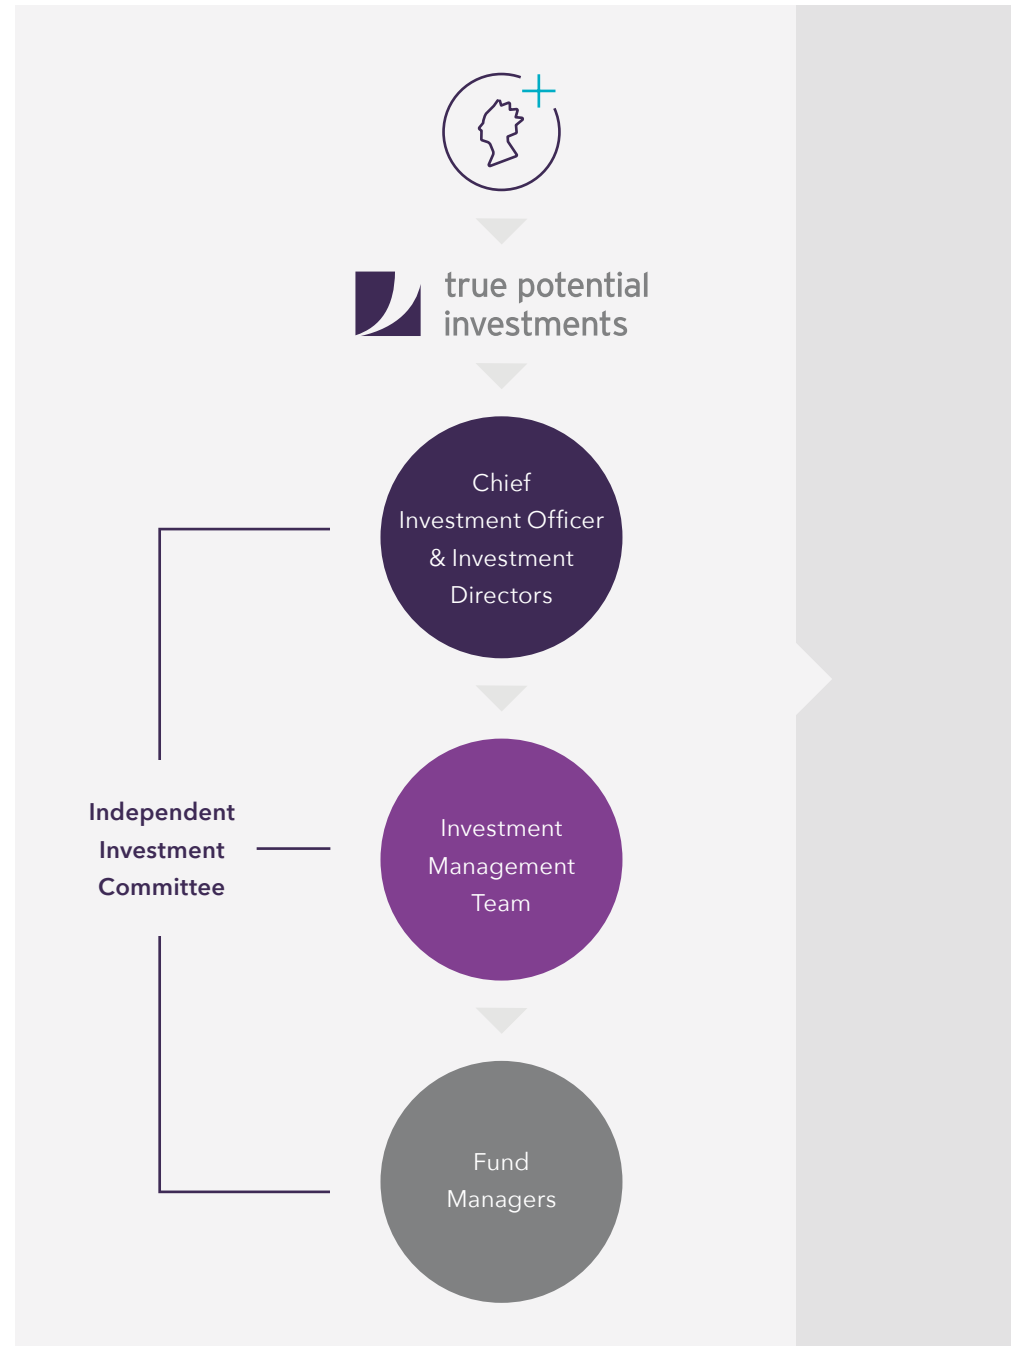 true potential
investments
Chief
Investment Officer
& Investment
Directors
Independent
Investment
Committee
Investment
Management
Team
Fund
Managers